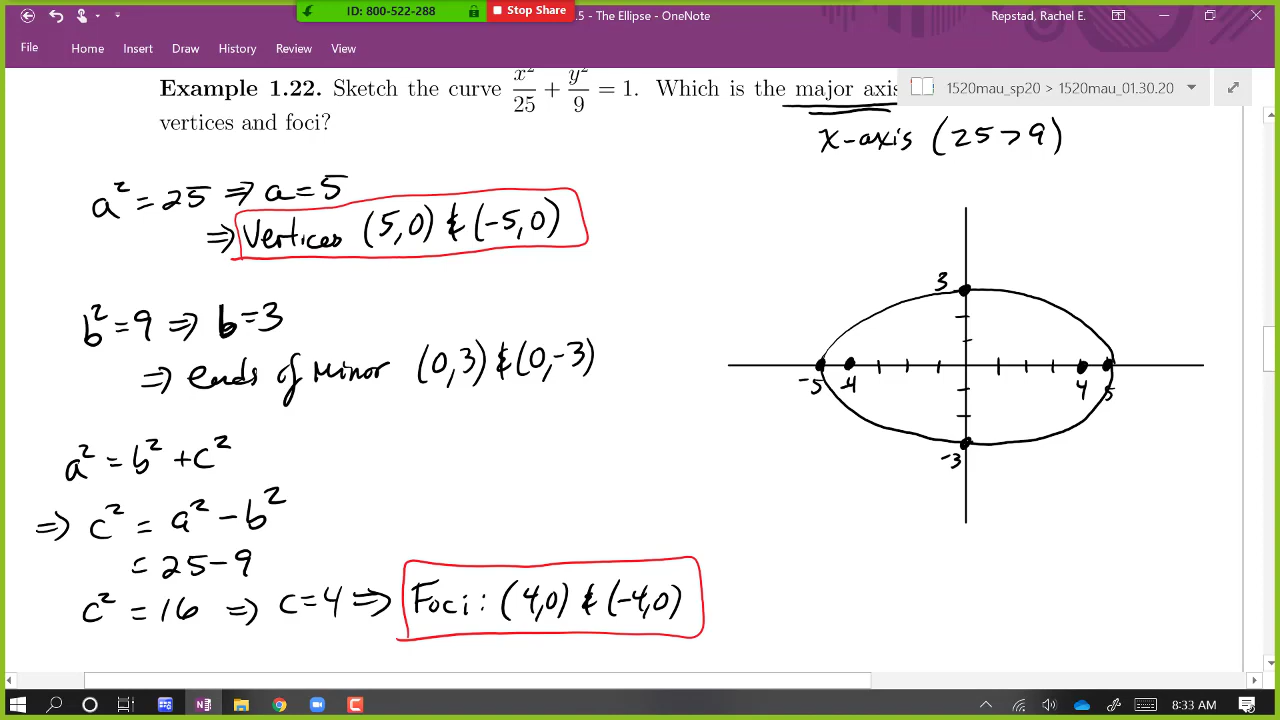 ID: 800-522-288 Stop Share
.5 - The Ellipse - OneNote
Repstad, Rachel E.
File Home Insert Draw History Review View
Example 1.22. Sketch the curve x²/25 + y²/9 = 1. Which is the major axis
1520mau_sp20 > 1520mau_01.30.20
vertices and foci?
x-axis (25>9)
a² = 25 ⇒ a = 5
⇒ Vertices (5,0) & (-5,0)
b² = 9 ⇒ b = 3
⇒ ends of Minor (0,3) & (0,-3)
a² = b² + c²
⇒ c² = a² - b²
= 25 - 9
c² = 16 ⇒ c = 4 ⇒ Foci: (4,0) & (-4,0)
3
-5 -4 4 5
-3
8:33 AM